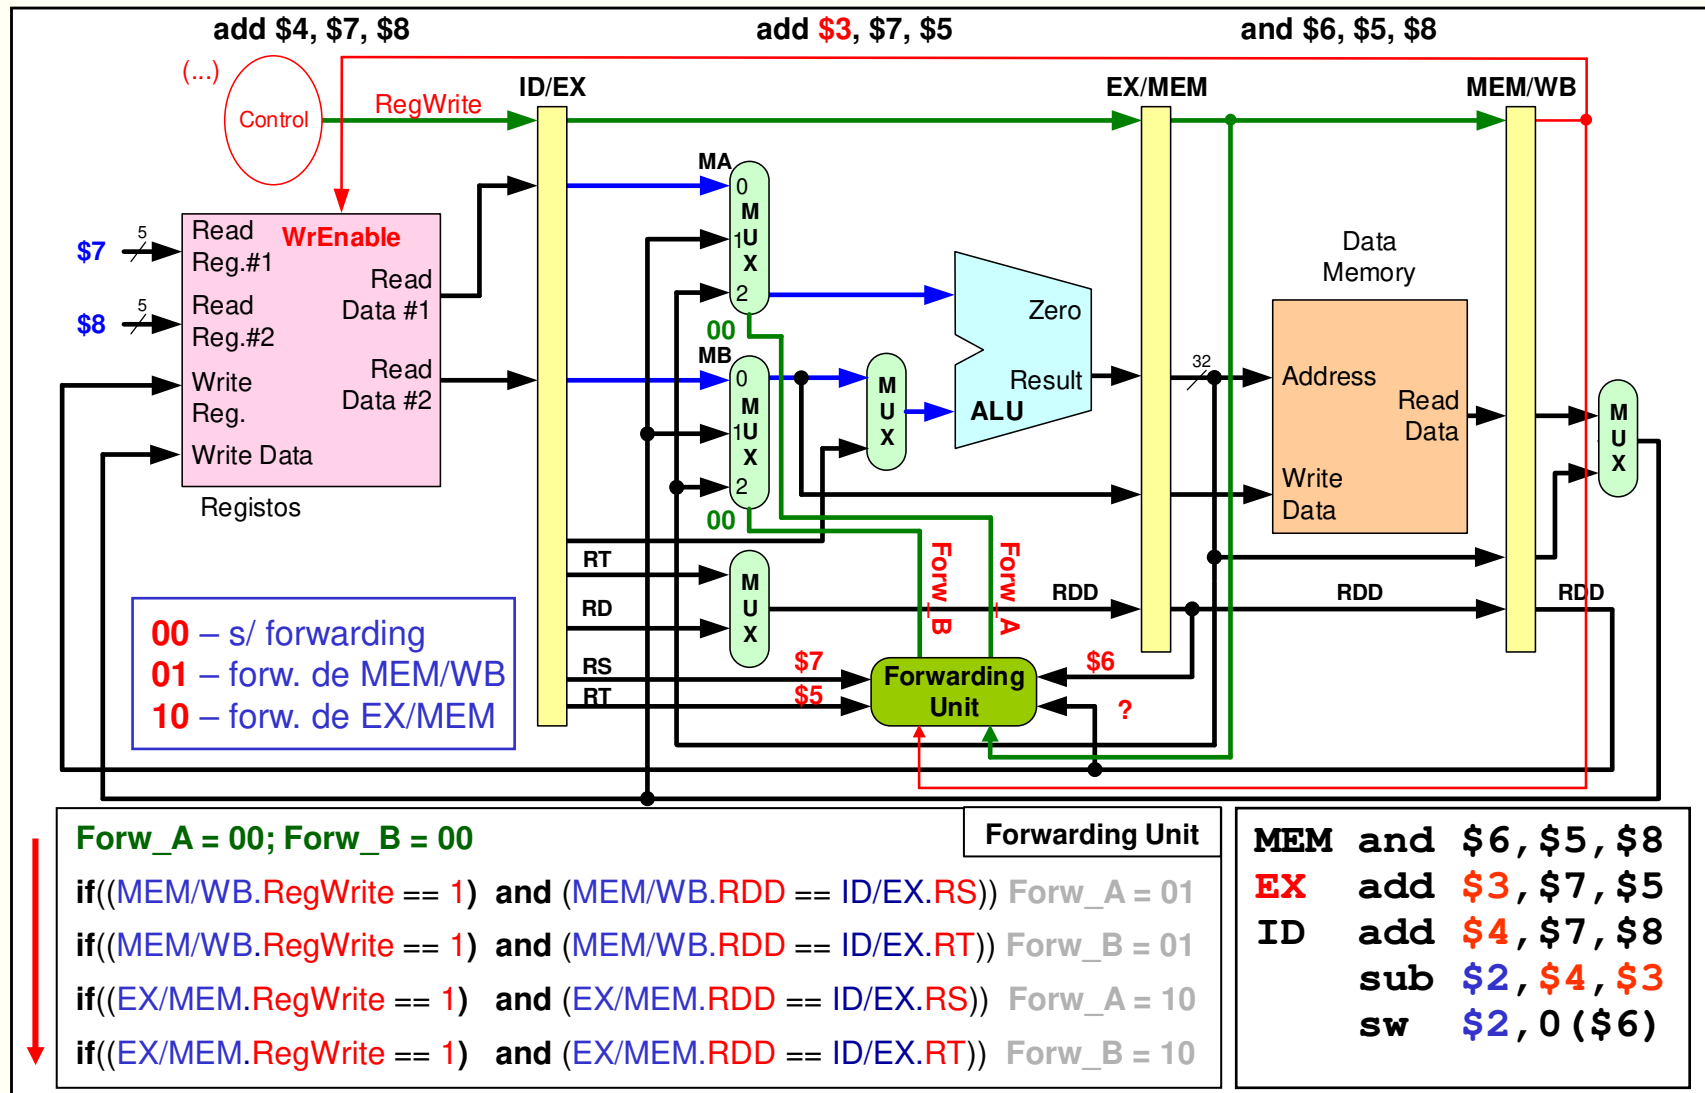 add $4, $7, $8
add $3, $7, $5
and $6, $5, $8
(...)
Control
RegWrite
ID/EX
EX/MEM
MEM/WB
MA
0
M
1U
X
2
00
$7
5
Read
Reg.#1
WrEnable
Read
Data #1
$8
5
Read
Reg.#2
Write
Reg.
Read
Data #2
Write Data
Registos
MB
0
M
1U
X
2
00
M
U
X
Zero
Result
ALU
32
Data
Memory
Address
Read
Data
Write
Data
M
U
X
RT
RD
M
U
X
Forw_B
Forw_A
RDD
RDD
RDD
RS
RT
$7
$5
Forwarding
Unit
$6
?
00 – s/ forwarding
01 – forw. de MEM/WB
10 – forw. de EX/MEM
Forw_A = 00; Forw_B = 00
Forwarding Unit
if((MEM/WB.RegWrite == 1) and (MEM/WB.RDD == ID/EX.RS)) Forw_A = 01
if((MEM/WB.RegWrite == 1) and (MEM/WB.RDD == ID/EX.RT)) Forw_B = 01
if((EX/MEM.RegWrite == 1) and (EX/MEM.RDD == ID/EX.RS)) Forw_A = 10
if((EX/MEM.RegWrite == 1) and (EX/MEM.RDD == ID/EX.RT)) Forw_B = 10
MEM and $6,$5,$8
EX add $3,$7,$5
ID add $4,$7,$8
sub $2,$4,$3
sw $2,0($6)